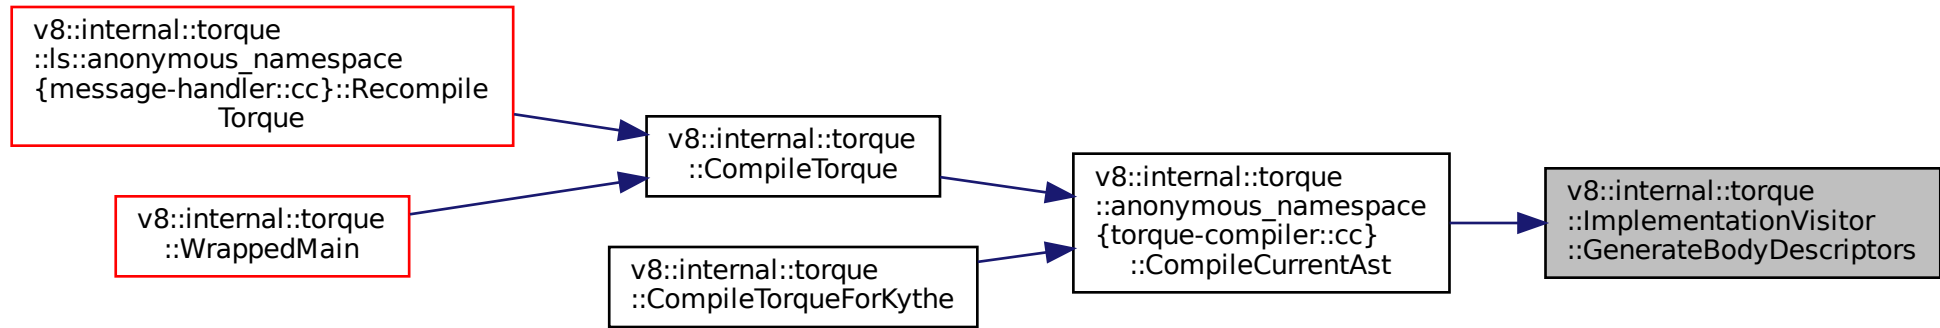 v8::internal::torque
::ls::anonymous_namespace
{message-handler::cc}::Recompile
Torque
v8::internal::torque
::WrappedMain
v8::internal::torque
::CompileTorque
v8::internal::torque
::CompileTorqueForKythe
v8::internal::torque
::anonymous_namespace
{torque-compiler::cc}
::CompileCurrentAst
v8::internal::torque
::ImplementationVisitor
::GenerateBodyDescriptors